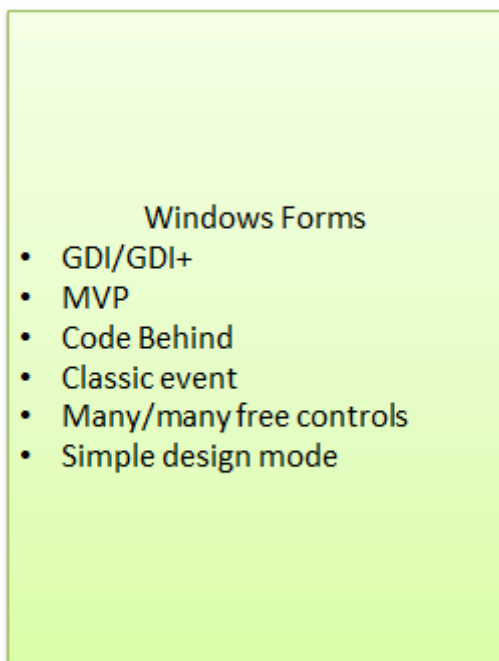 Windows Forms
• GDI/GDI+
• MVP
• Code Behind
• Classic event
• Many/many free controls
• Simple design mode